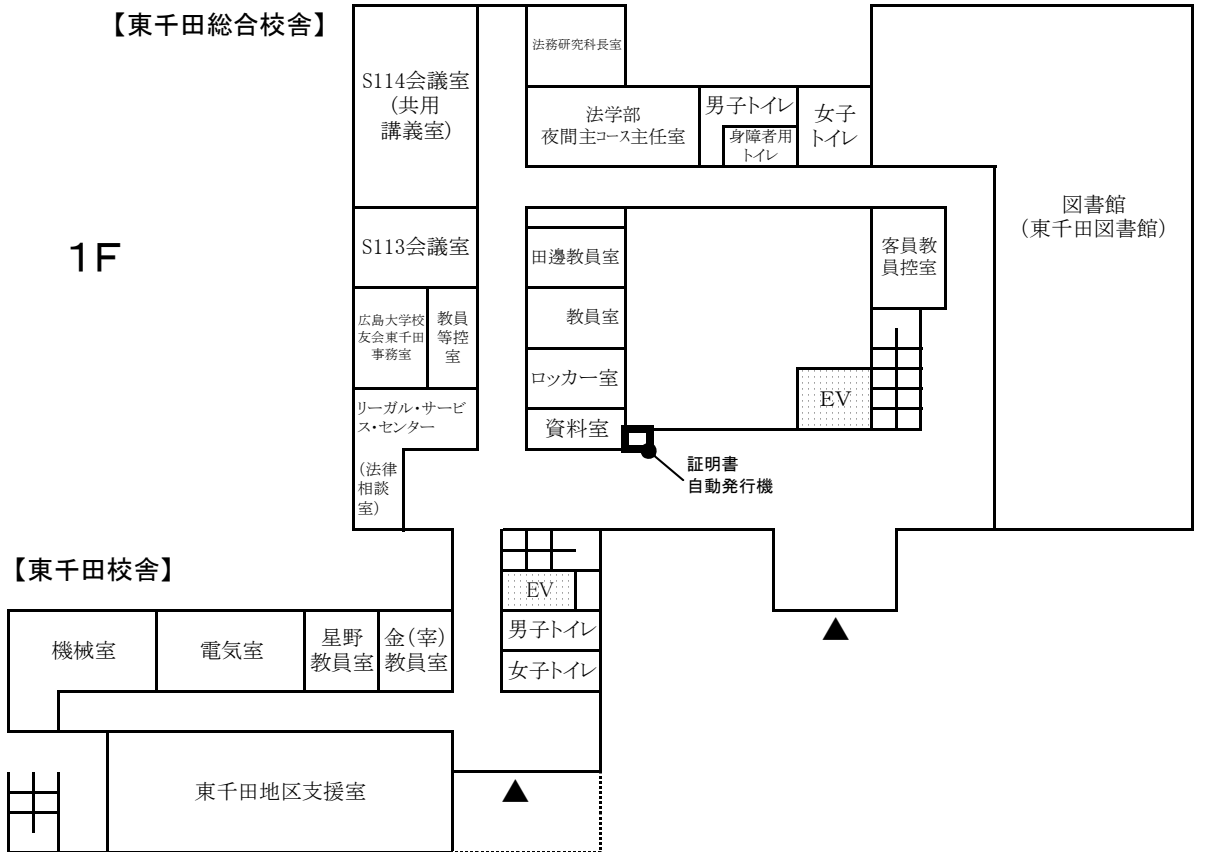 【東千田総合校舎】
法務研究科長室
S114会議室
(共用
講義室)
法学部
夜間主コース主任室
男子トイレ
身障者用
トイレ
女子
トイレ
図書館
(東千田図書館)
1F
S113会議室
田邊教員室
客員教
員控室
広島大学校
友会東千田
事務室
教員
等控
室
教員室
ロッカー室
EV
リーガル・サービ
ス・センター
資料室
(法律
相談
室)
証明書
自動発行機
【東千田校舎】
EV
機械室
電気室
星野
教員室
金(宰)
教員室
男子トイレ
女子トイレ
東千田地区支援室